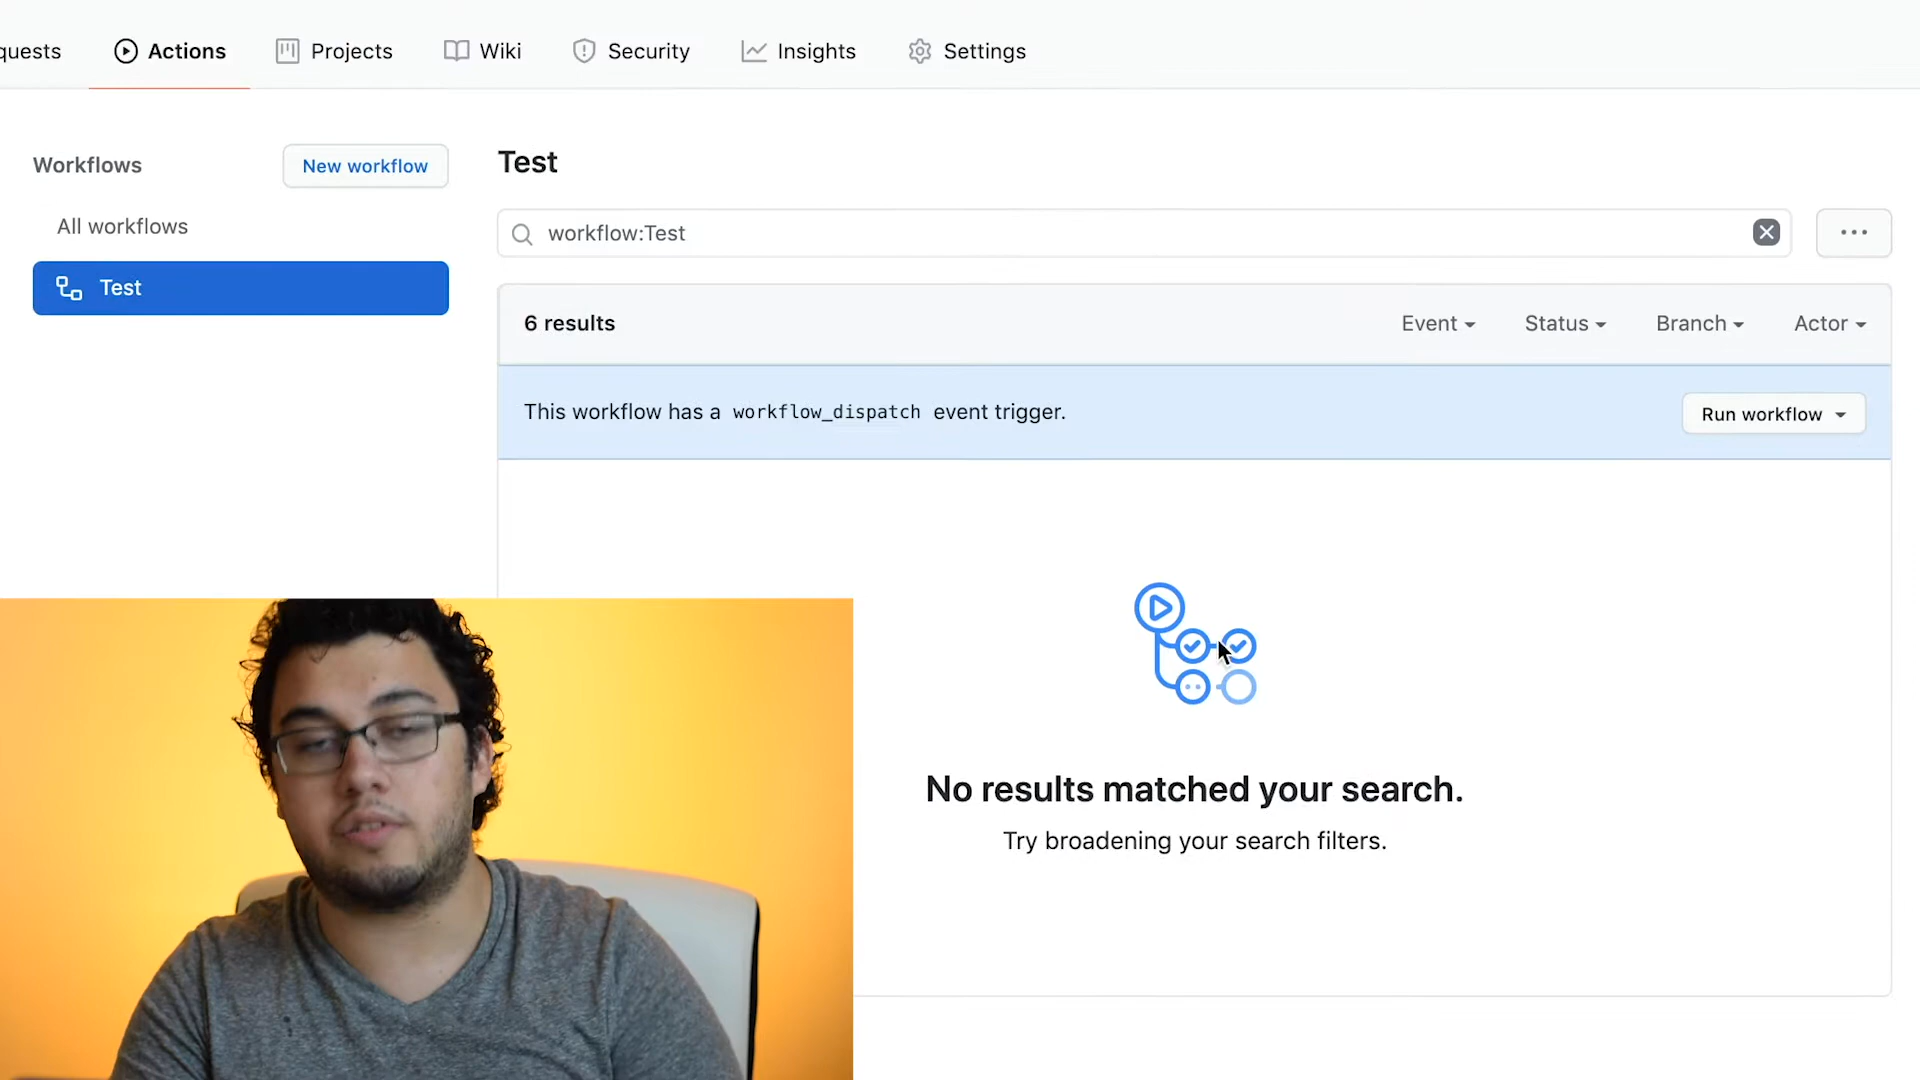 quests Actions Projects Wiki Security Insights Settings
Workflows
New workflow
All workflows
Test
Test
workflow:Test
6 results
Event Status Branch Actor
This workflow has a workflow_dispatch event trigger.
Run workflow
No results matched your search.
Try broadening your search filters.